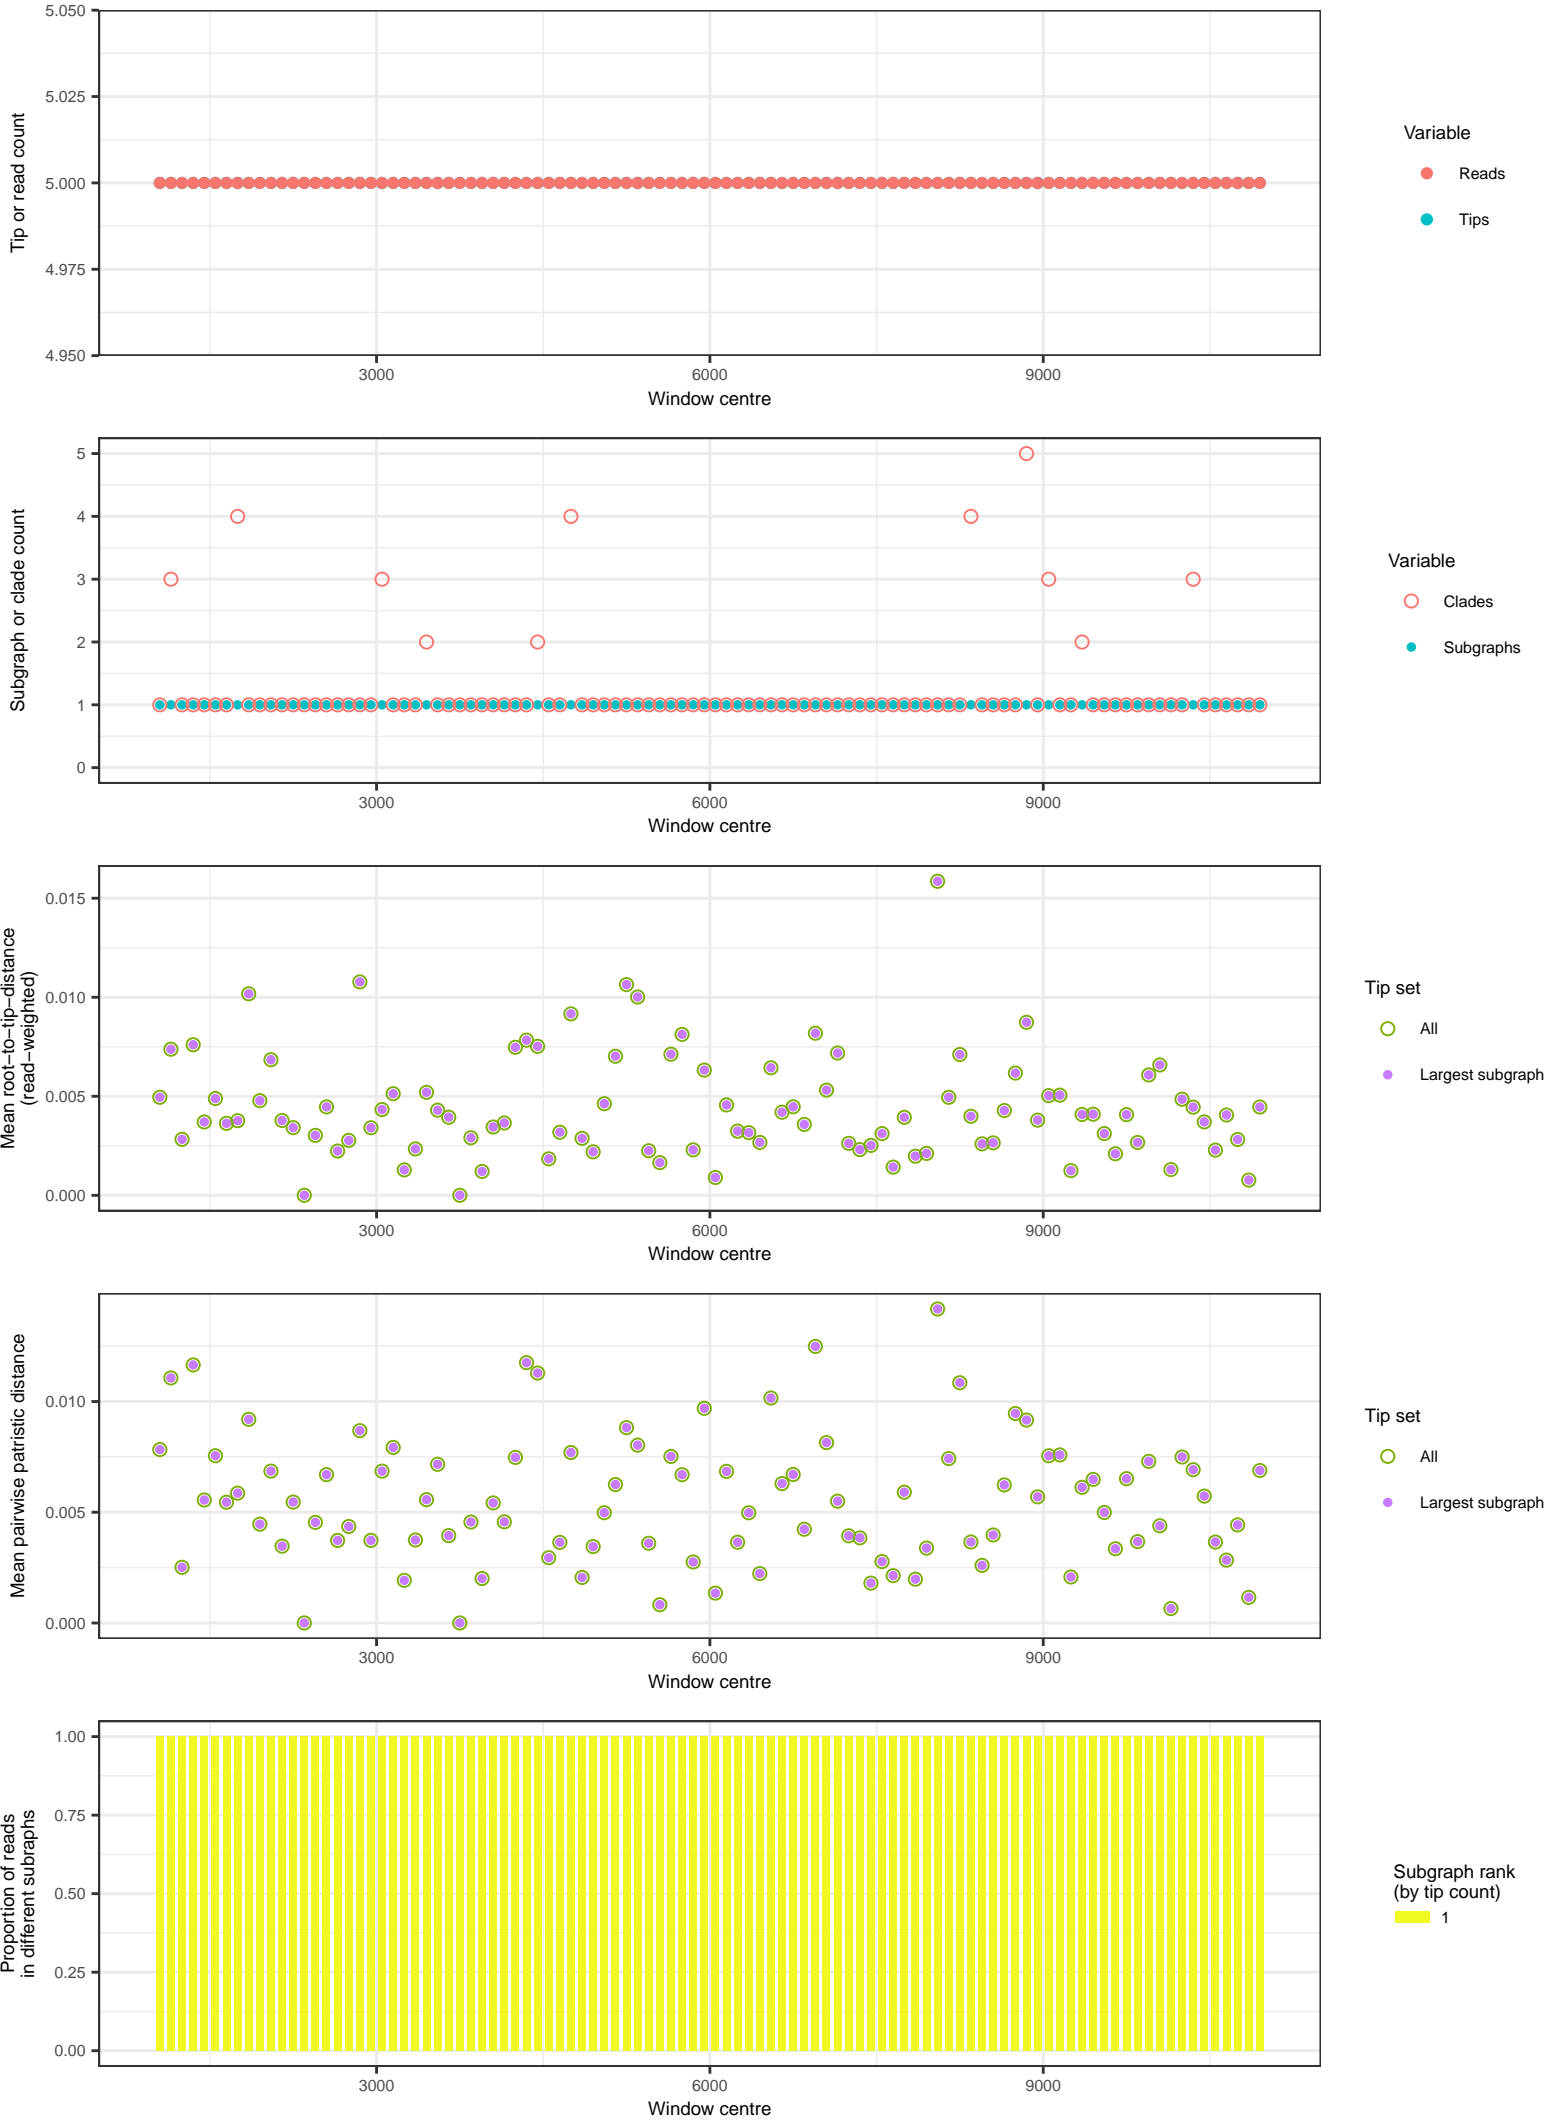 5.050
5.025
5.000
4.975
4.950
Tip or read count
3000 6000 9000
Window centre
Variable
Reads
Tips
5
4
3
2
1
0
Subgraph or clade count
3000 6000 9000
Window centre
Variable
Clades
Subgraphs
0.015
0.010
0.005
0.000
Mean root−to−tip−distance
(read−weighted)
3000 6000 9000
Window centre
Tip set
All
Largest subgraph
0.010
0.005
0.000
Mean pairwise patristic distance
3000 6000 9000
Window centre
Tip set
All
Largest subgraph
1.00
0.75
0.50
0.25
0.00
Proportion of reads
in different subraphs
3000 6000 9000
Window centre
Subgraph rank
(by tip count)
1